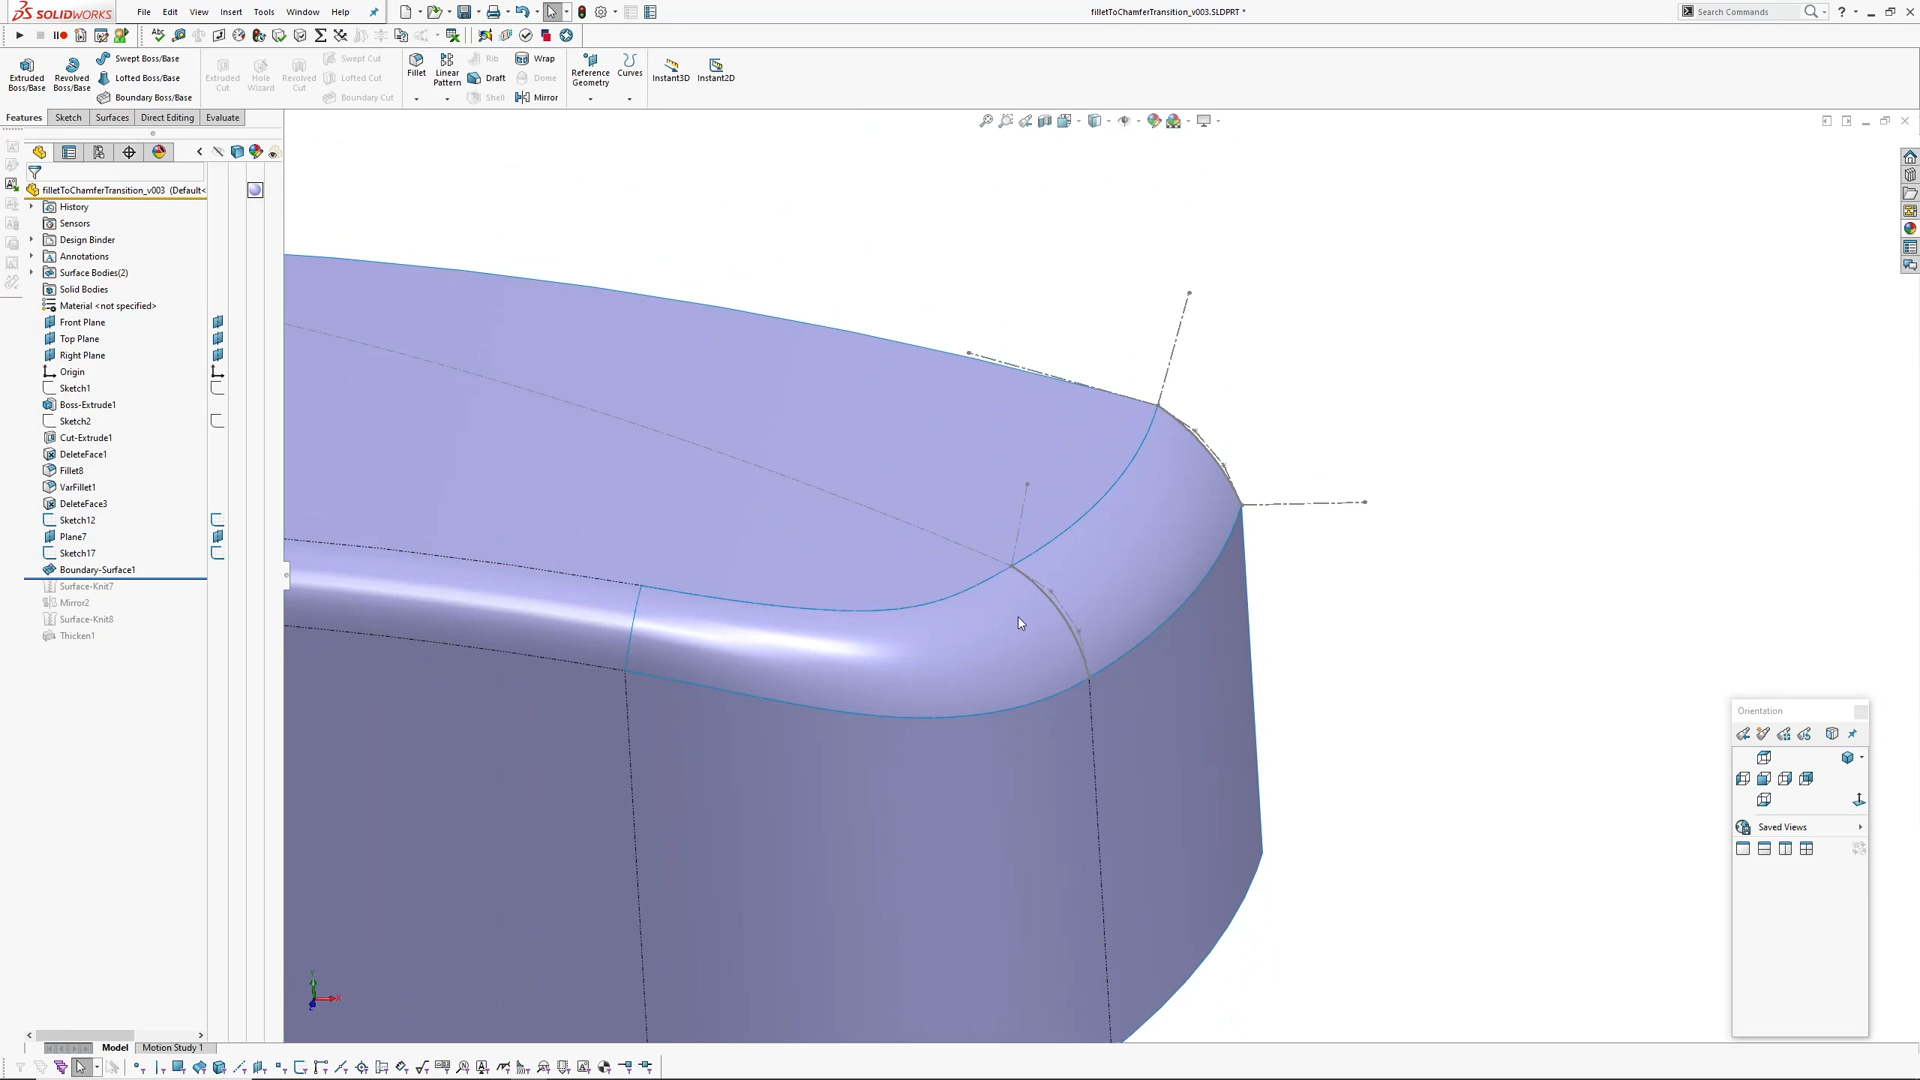 SOLIDWORKS
File Edit View Insert Tools Window Help
filletToChamferTransition_v003.SLDPRT *
Search Commands
Extruded Boss/Base
Revolved Boss/Base
Swept Boss/Base
Lofted Boss/Base
Boundary Boss/Base
Extruded Cut
Hole Wizard
Revolved Cut
Swept Cut
Lofted Cut
Boundary Cut
Fillet
Linear Pattern
Rib
Draft
Shell
Wrap
Dome
Mirror
Reference Geometry
Curves
Instant3D
Instant2D
Features Sketch Surfaces Direct Editing Evaluate
filletToChamferTransition_v003 (Default<
History
Sensors
Design Binder
Annotations
Surface Bodies(2)
Solid Bodies
Material <not specified>
Front Plane
Top Plane
Right Plane
Origin
Sketch1
Boss-Extrude1
Sketch2
Cut-Extrude1
DeleteFace1
Fillet8
VarFillet1
DeleteFace3
Sketch12
Plane7
Sketch17
Boundary-Surface1
Surface-Knit7
Mirror2
Surface-Knit8
Thicken1
Orientation
Saved Views
Model Motion Study 1